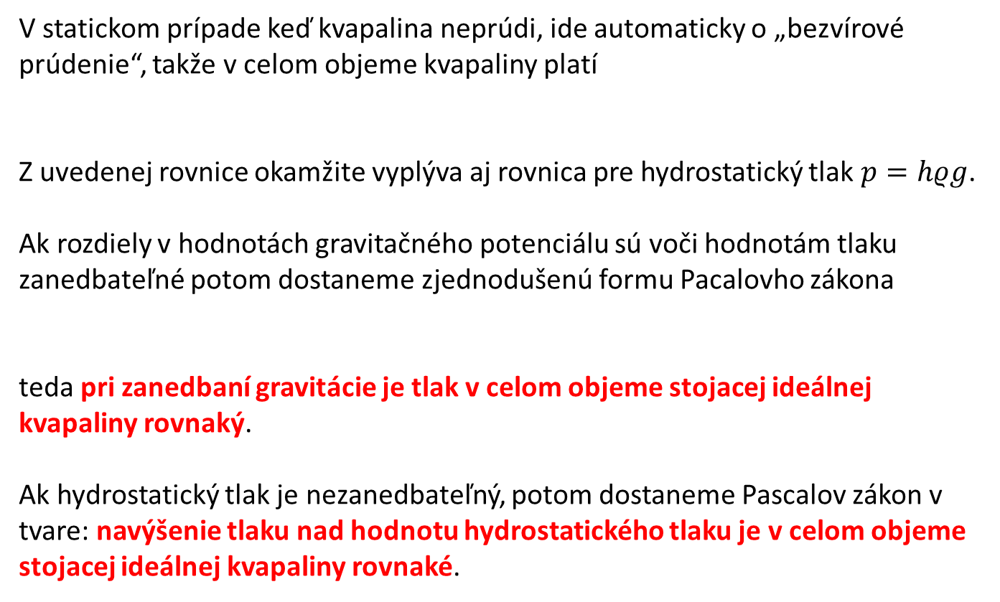 V statickom prípade keď kvapalina neprúdi, ide automaticky o „bezvírové
prúdenie“, takže v celom objeme kvapaliny platí
Z uvedenej rovnice okamžite vyplýva aj rovnica pre hydrostatický tlak 𝑝 = ℎ𝜚𝑔.
Ak rozdiely v hodnotách gravitačného potenciálu sú voči hodnotám tlaku
zanedbateľné potom dostaneme zjednodušenú formu Pacalovho zákona
teda pri zanedbaní gravitácie je tlak v celom objeme stojacej ideálnej
kvapaliny rovnaký.
Ak hydrostatický tlak je nezanedbateľný, potom dostaneme Pascalov zákon v
tvare: navýšenie tlaku nad hodnotu hydrostatického tlaku je v celom objeme
stojacej ideálnej kvapaliny rovnaké.